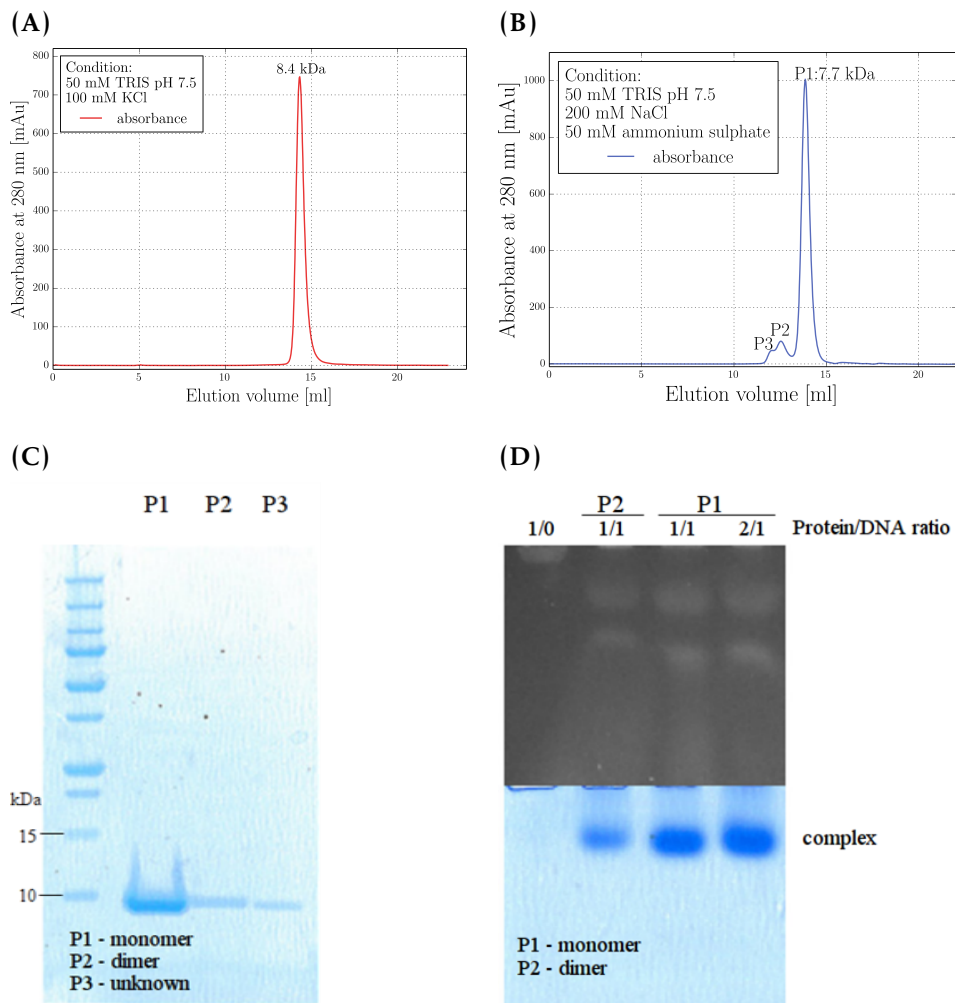 (A)
Absorbance at 280 nm [mAu]
800
700
600
500
400
300
200
100
0
Condition:
50 mM TRIS pH 7.5
100 mM KCl
absorbance
8.4 kDa
0
5
10
15
20
Elution volume [ml]
(B)
Absorbance at 280 nm [mAu]
1000
800
600
400
200
0
Condition:
50 mM TRIS pH 7.5
200 mM NaCl
50 mM ammonium sulphate
absorbance
P1:7.7 kDa
P2
P3
0
5
10
15
20
Elution volume [ml]
(C)
P1 P2 P3
kDa
15
10
P1 - monomer
P2 - dimer
P3 - unknown
(D)
P2 P1
1/0 1/1 1/1 2/1 Protein/DNA ratio
complex
P1 - monomer
P2 - dimer